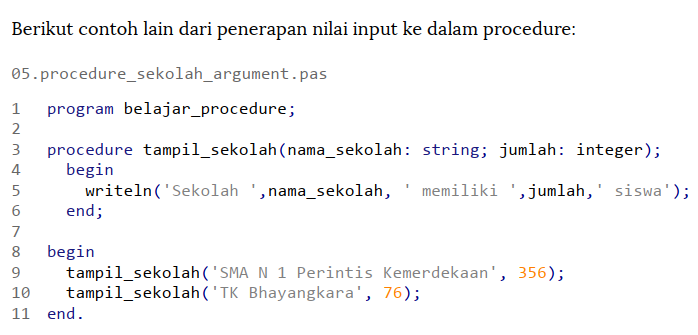 Berikut contoh lain dari penerapan nilai input ke dalam procedure:
05.procedure_sekolah_argument.pas
1 program belajar_procedure;
2
3 procedure tampil_sekolah(nama_sekolah: string; jumlah: integer);
4 begin
5 writeln('Sekolah ',nama_sekolah, ' memiliki ',jumlah,' siswa');
6 end;
7
8 begin
9 tampil_sekolah('SMA N 1 Perintis Kemerdekaan', 356);
10 tampil_sekolah('TK Bhayangkara', 76);
11 end.